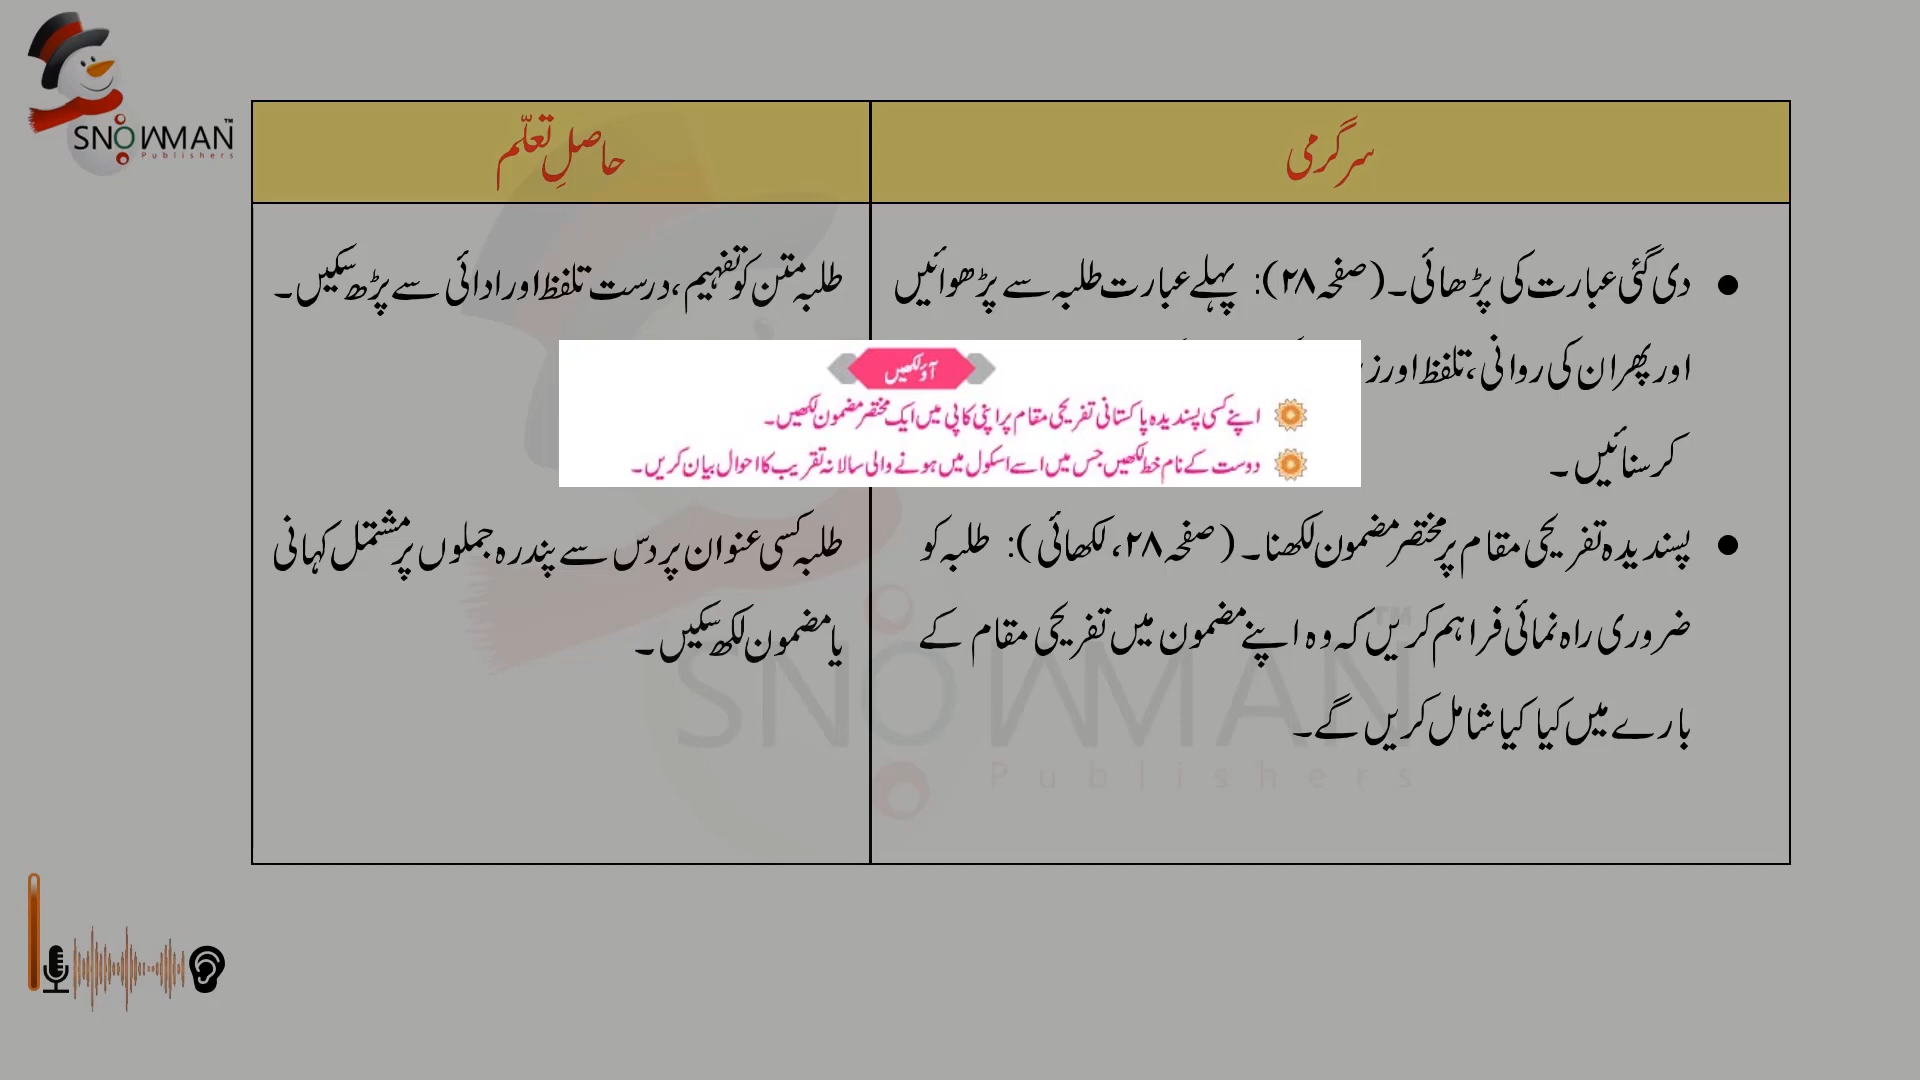 SNOWMAN™
Publishers
سرگرمی
حاصلِ تعلّم
دی گئی عبارت کی پڑھائی۔ (صفحہ ۲۸): پہلے عبارت طلبہ سے پڑھوائیں
اور پھر ان کی روانی، تلفظ اور
کر سنائیں۔
پسندیدہ تفریحی مقام پر مختصر مضمون لکھنا۔ (صفحہ ۲۸، لکھائی): طلبہ کو
ضروری راہ نمائی فراہم کریں کہ وہ اپنے مضمون میں تفریحی مقام کے
بارے میں کیا کیا شامل کریں گے۔
طلبہ متن کو تفہیم، درست تلفظ اور ادائی سے پڑھ سکیں۔
طلبہ کسی عنوان پر دس سے پندرہ جملوں پر مشتمل کہانی
یا مضمون لکھ سکیں۔
آؤ لکھیں
اپنے کسی پسندیدہ پاکستانی تفریحی مقام پر اپنی کاپی میں ایک مختصر مضمون لکھیں۔
دوست کے نام خط لکھیں جس میں اسے اسکول میں ہونے والی سالانہ تقریب کا احوال بیان کریں۔
SNOWMAN™
Publishers